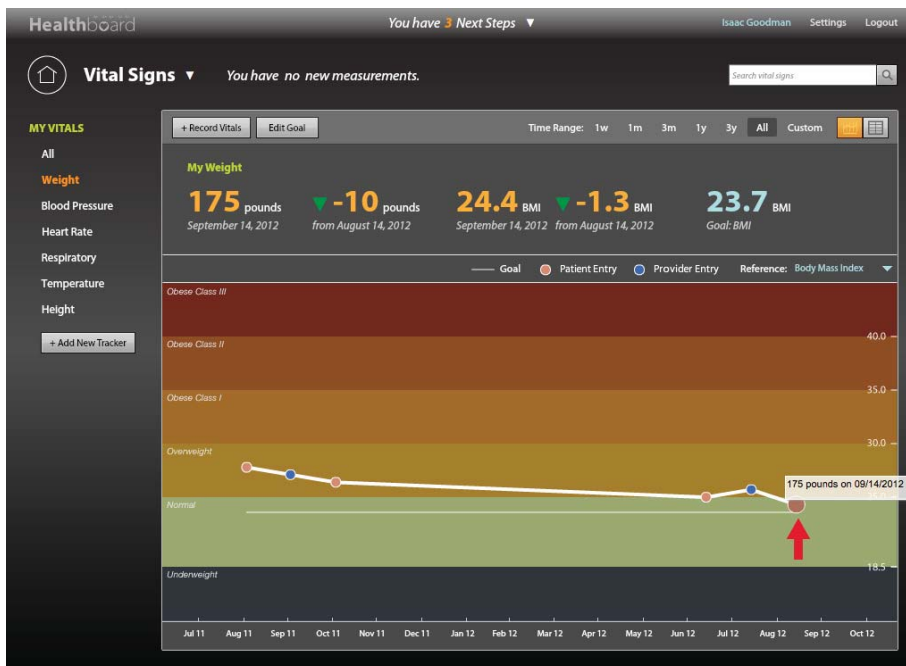 Healthboard
You have 3 Next Steps ▼
Isaac Goodman Settings Logout
Vital Signs ▼
You have no new measurements.
Search vital signs
MY VITALS
All
Weight
Blood Pressure
Heart Rate
Respiratory
Temperature
Height
+ Add New Tracker
+ Record Vitals
Edit Goal
Time Range: 1w 1m 3m 1y 3y All Custom
My Weight
175 pounds
September 14, 2012
▼ -10 pounds
from August 14, 2012
24.4 BMI
September 14, 2012
▼ -1.3 BMI
from August 14, 2012
23.7 BMI
Goal: BMI
Goal Patient Entry Provider Entry Reference: Body Mass Index
Obese Class III
40.0
Obese Class II
35.0
Obese Class I
30.0
Overweight
175 pounds on 09/14/2012
25.0
Normal
18.5
Underweight
Jul 11 Aug 11 Sep 11 Oct 11 Nov 11 Dec 11 Jan 12 Feb 12 Mar 12 Apr 12 May 12 Jun 12 Jul 12 Aug 12 Sep 12 Oct 12